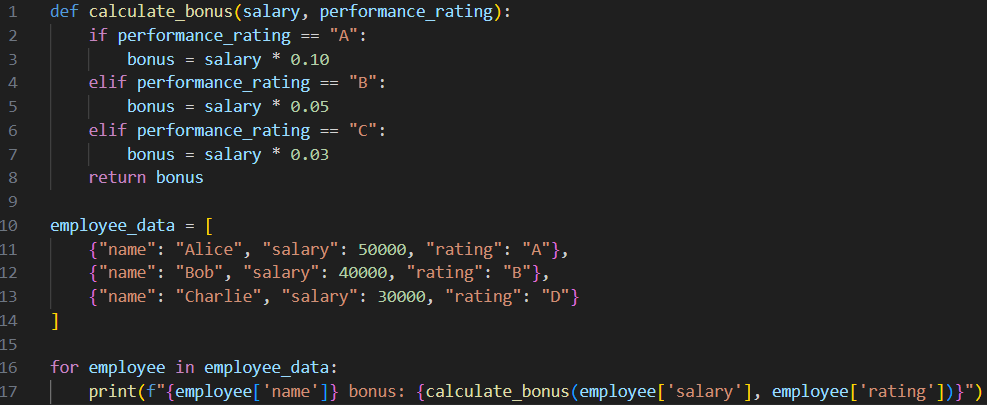 1 def calculate_bonus(salary, performance_rating):
2     if performance_rating == "A":
3         bonus = salary * 0.10
4     elif performance_rating == "B":
5         bonus = salary * 0.05
6     elif performance_rating == "C":
7         bonus = salary * 0.03
8     return bonus
9
10 employee_data = [
11     {"name": "Alice", "salary": 50000, "rating": "A"},
12     {"name": "Bob", "salary": 40000, "rating": "B"},
13     {"name": "Charlie", "salary": 30000, "rating": "D"}
14 ]
15
16 for employee in employee_data:
17     print(f"{employee['name']} bonus: {calculate_bonus(employee['salary'], employee['rating'])}")